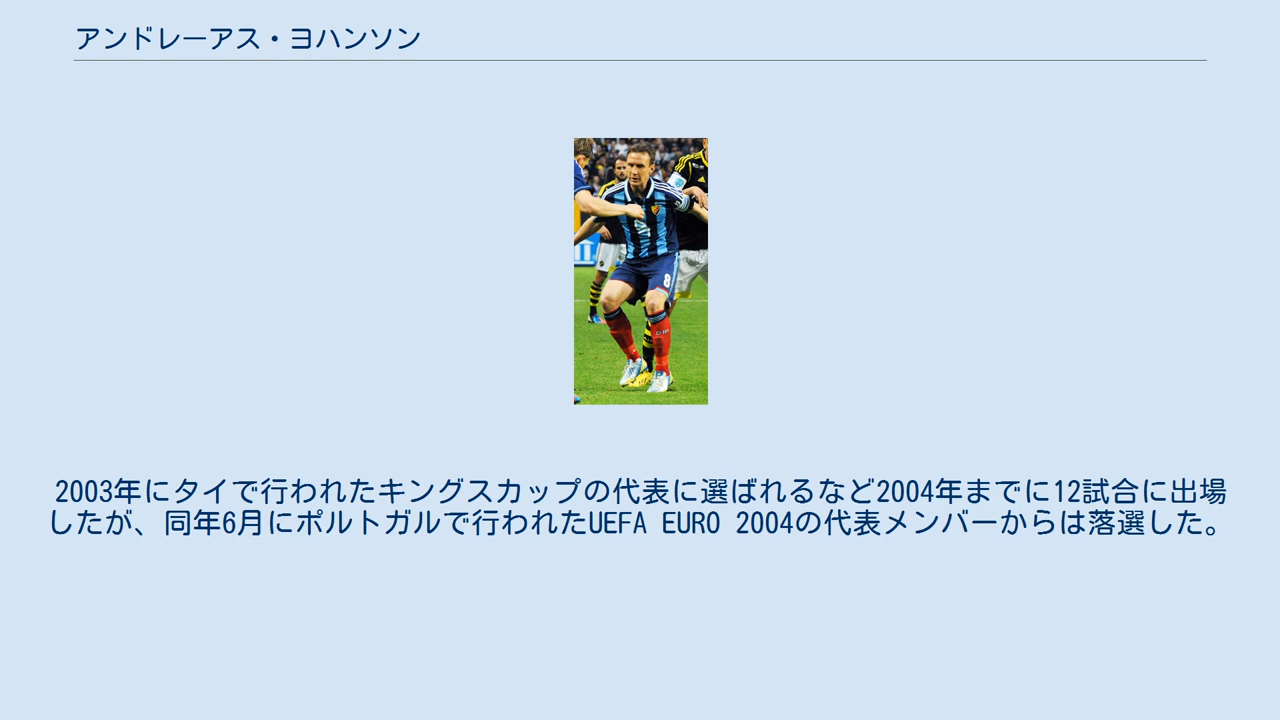 アンドレーアス・ヨハンソン
8
2003年にタイで行われたキングスカップの代表に選ばれるなど2004年までに12試合に出場
したが、同年6月にポルトガルで行われたUEFA EURO 2004の代表メンバーからは落選した。